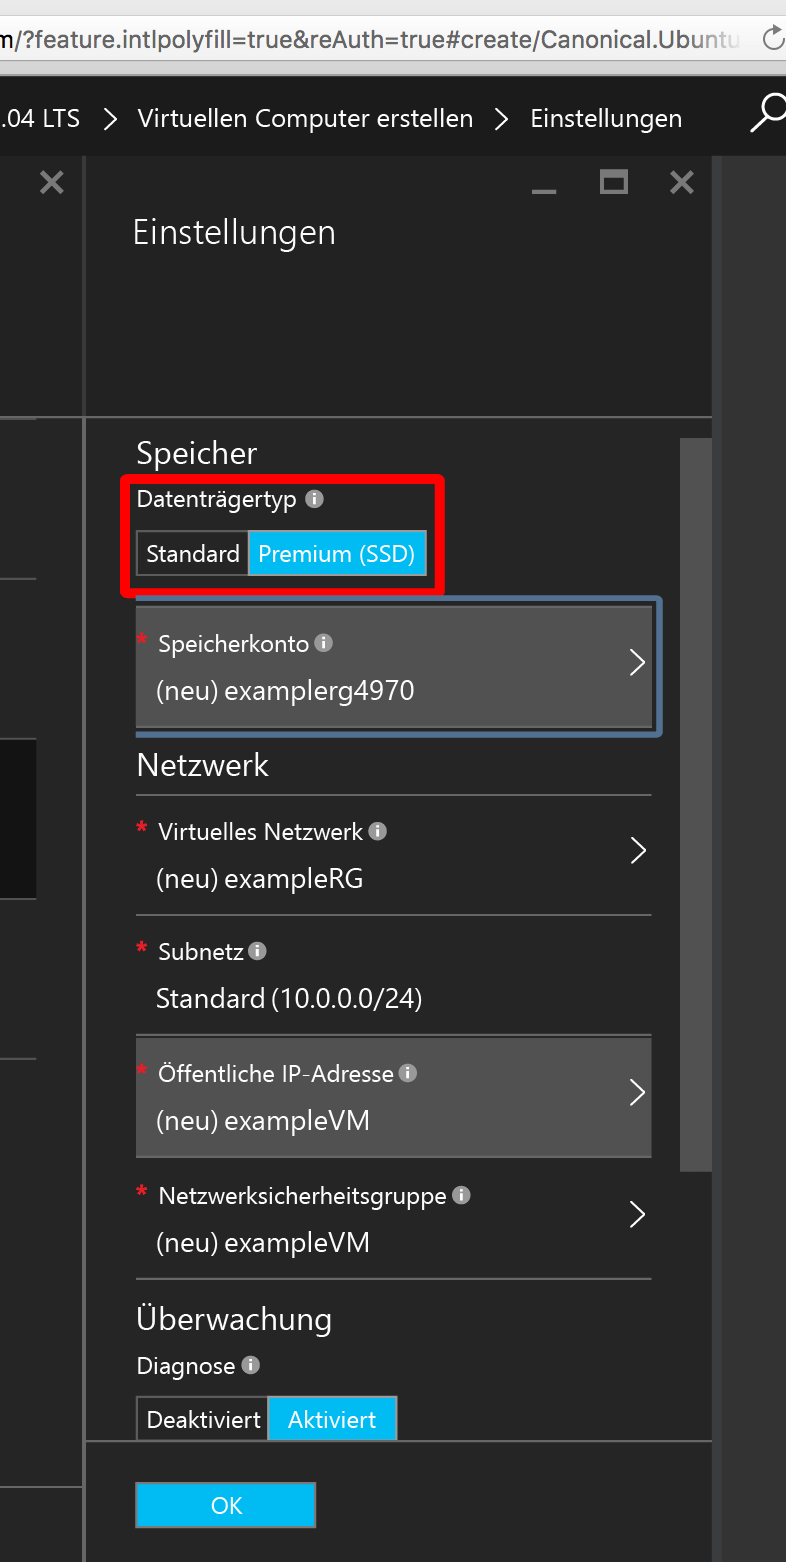 m/?feature.intlpolyfill=true&reAuth=true#create/Canonical.Ubuntu
.04 LTS > Virtuellen Computer erstellen > Einstellungen
Einstellungen
Speicher
Datenträgertyp
Standard Premium (SSD)
* Speicherkonto
(neu) examplerg4970
Netzwerk
* Virtuelles Netzwerk
(neu) exampleRG
* Subnetz
Standard (10.0.0.0/24)
* Öffentliche IP-Adresse
(neu) exampleVM
* Netzwerksicherheitsgruppe
(neu) exampleVM
Überwachung
Diagnose
Deaktiviert Aktiviert
OK